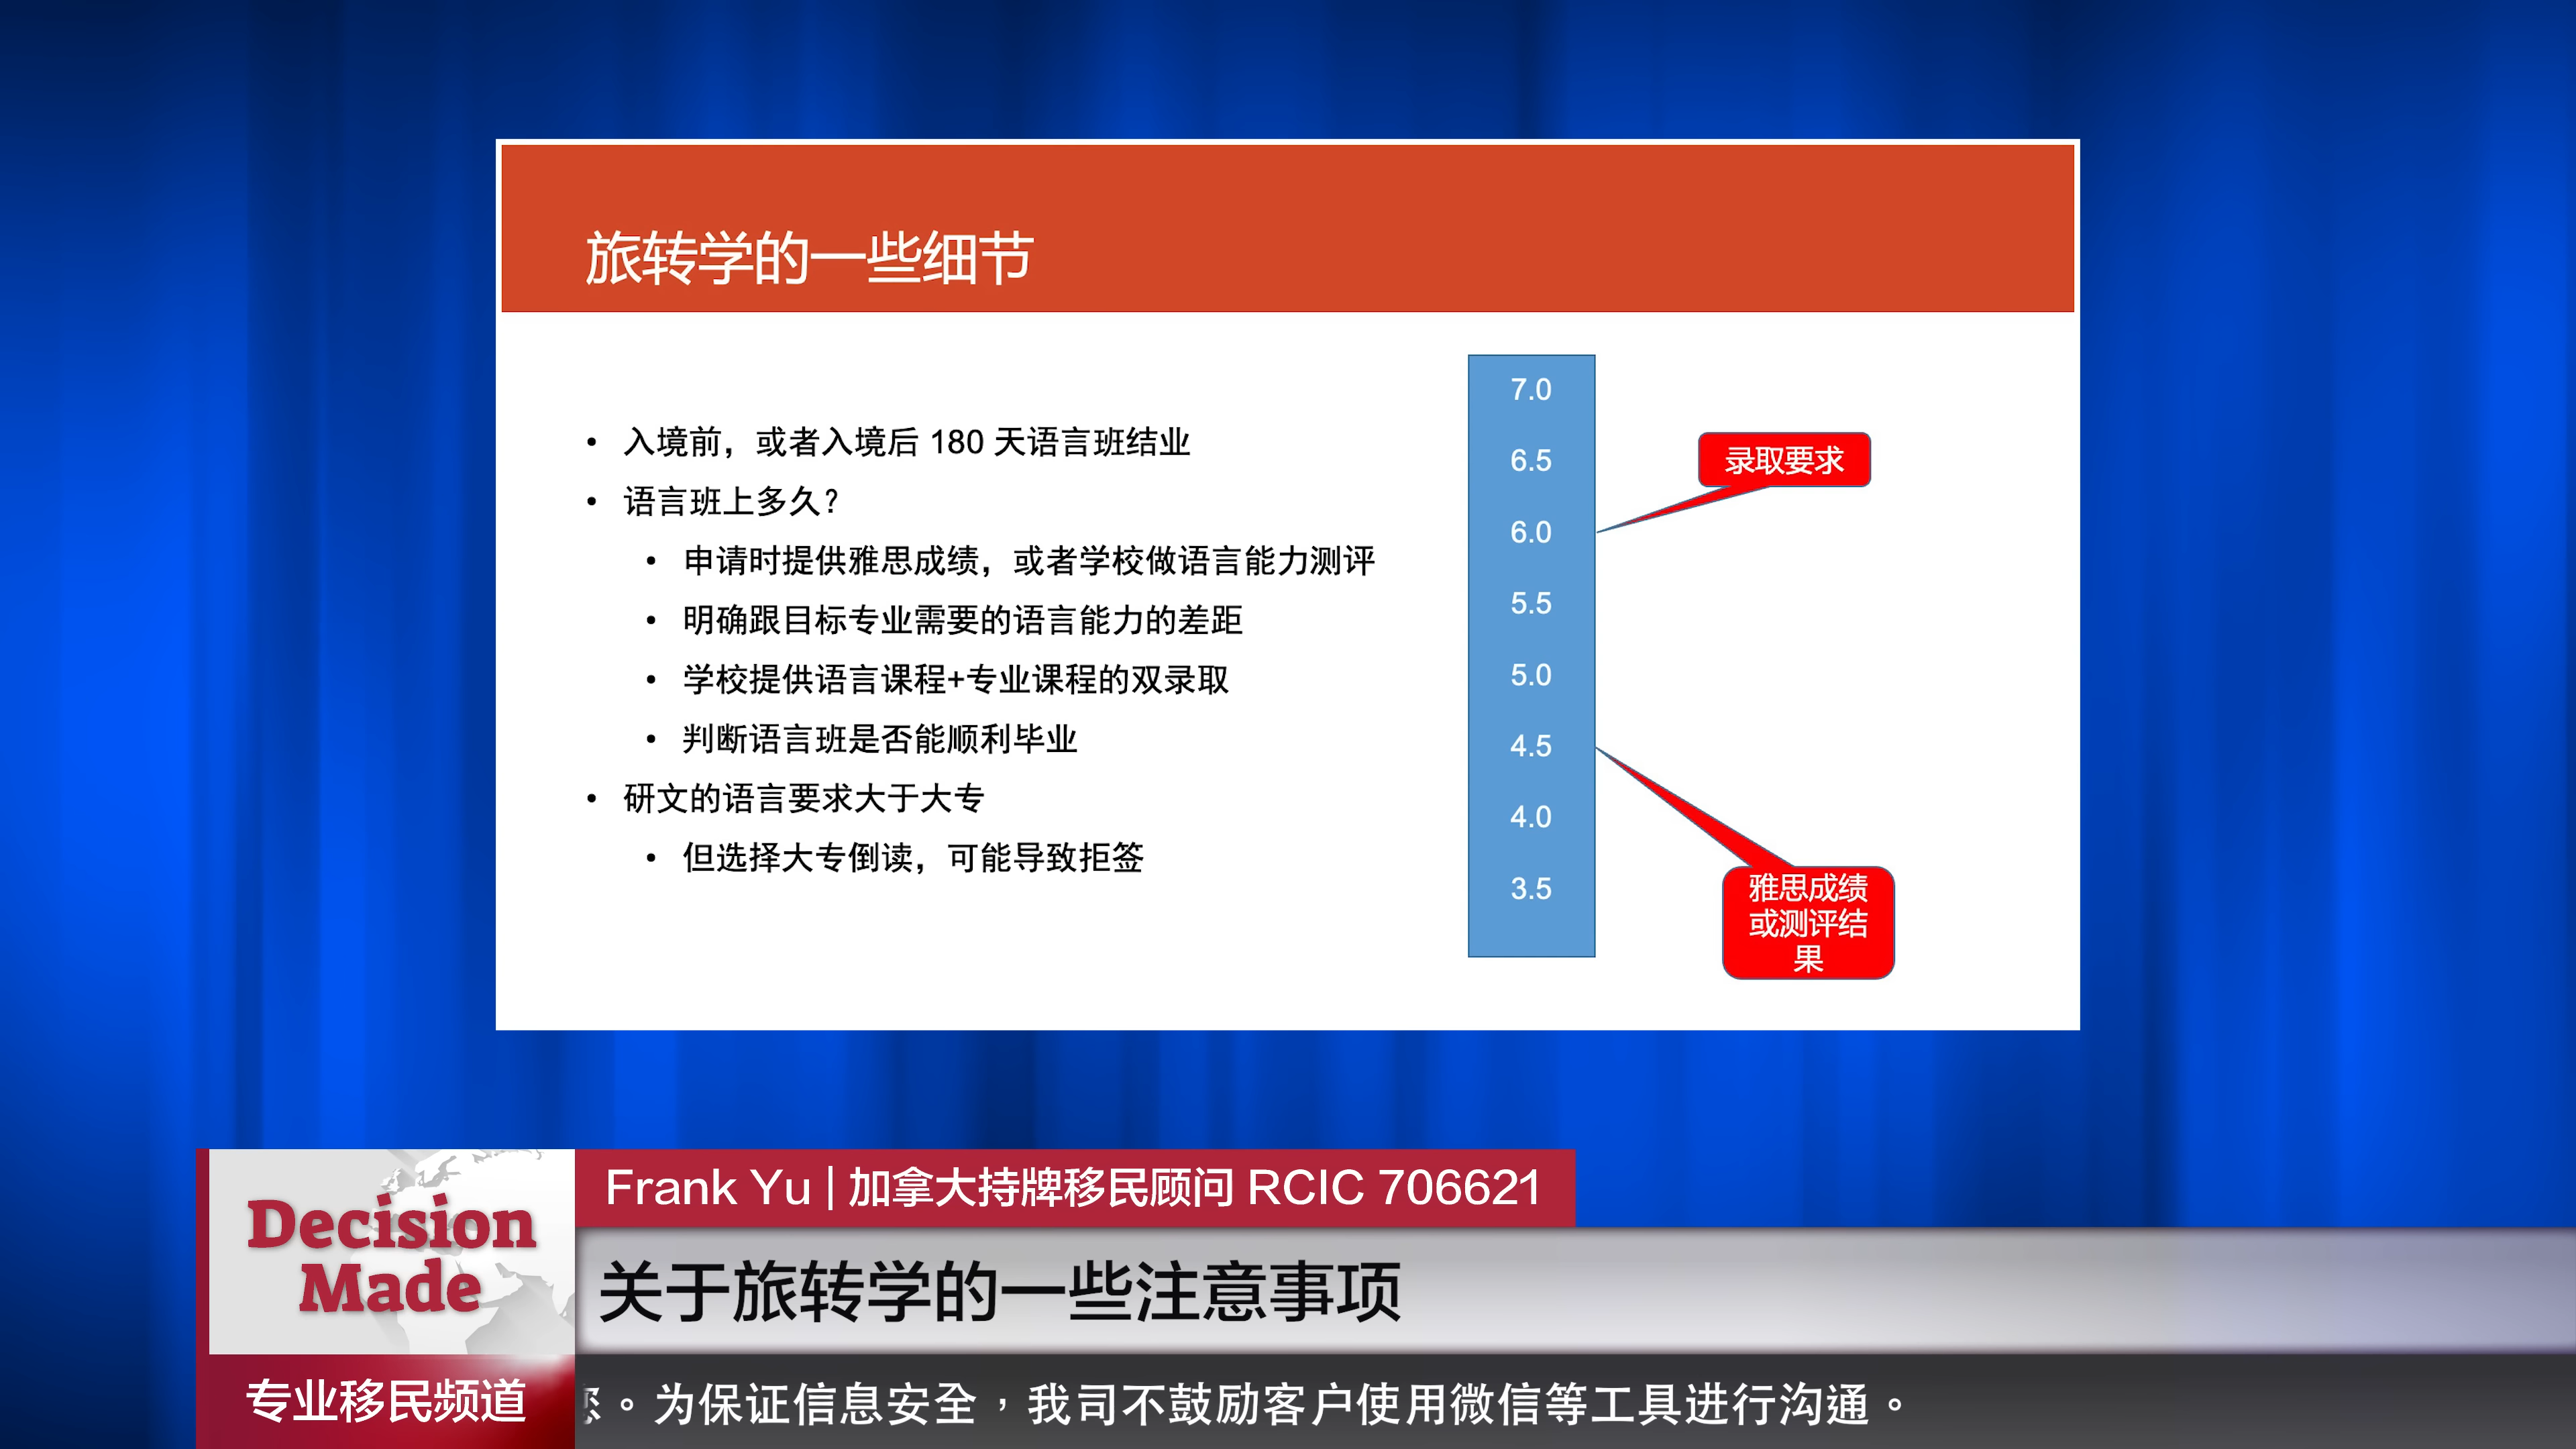 旅转学的一些细节
• 入境前，或者入境后 180 天语言班结业
• 语言班上多久？
• 申请时提供雅思成绩，或者学校做语言能力测评
• 明确跟目标专业需要的语言能力的差距
• 学校提供语言课程+专业课程的双录取
• 判断语言班是否能顺利毕业
• 研文的语言要求大于大专
• 但选择大专倒读，可能导致拒签
7.0
6.5
6.0
5.5
5.0
4.5
4.0
3.5
录取要求
雅思成绩
或测评结
果
Decision
Made
专业移民频道
Frank Yu | 加拿大持牌移民顾问 RCIC 706621
关于旅转学的一些注意事项
。为保证信息安全，我司不鼓励客户使用微信等工具进行沟通。